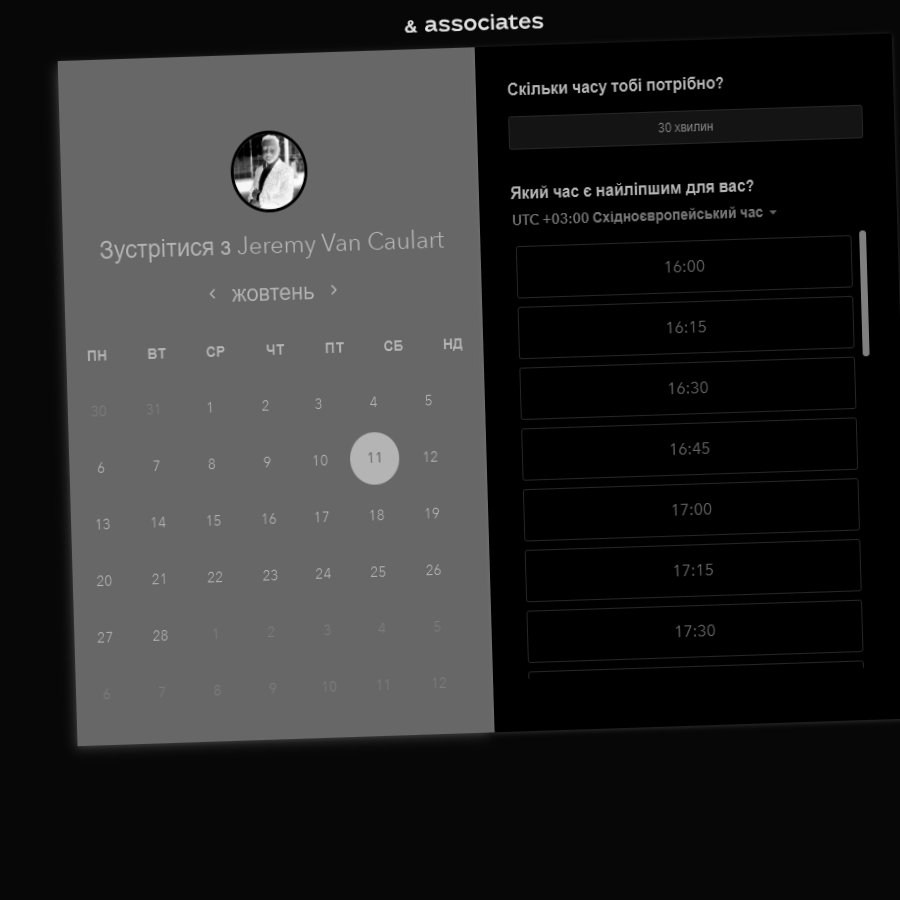 & associates
Зустрітися з Jeremy Van Caulart
жовтень
ПН ВТ СР ЧТ ПТ СБ НД
30 31 1 2 3 4 5
6 7 8 9 10 11 12
13 14 15 16 17 18 19
20 21 22 23 24 25 26
27 28 1 2 3 4 5
6 7 8 9 10 11 12
Скільки часу тобі потрібно?
30 хвилин
Який час є найліпшим для вас?
UTC +03:00 Східноєвропейський час
16:00
16:15
16:30
16:45
17:00
17:15
17:30